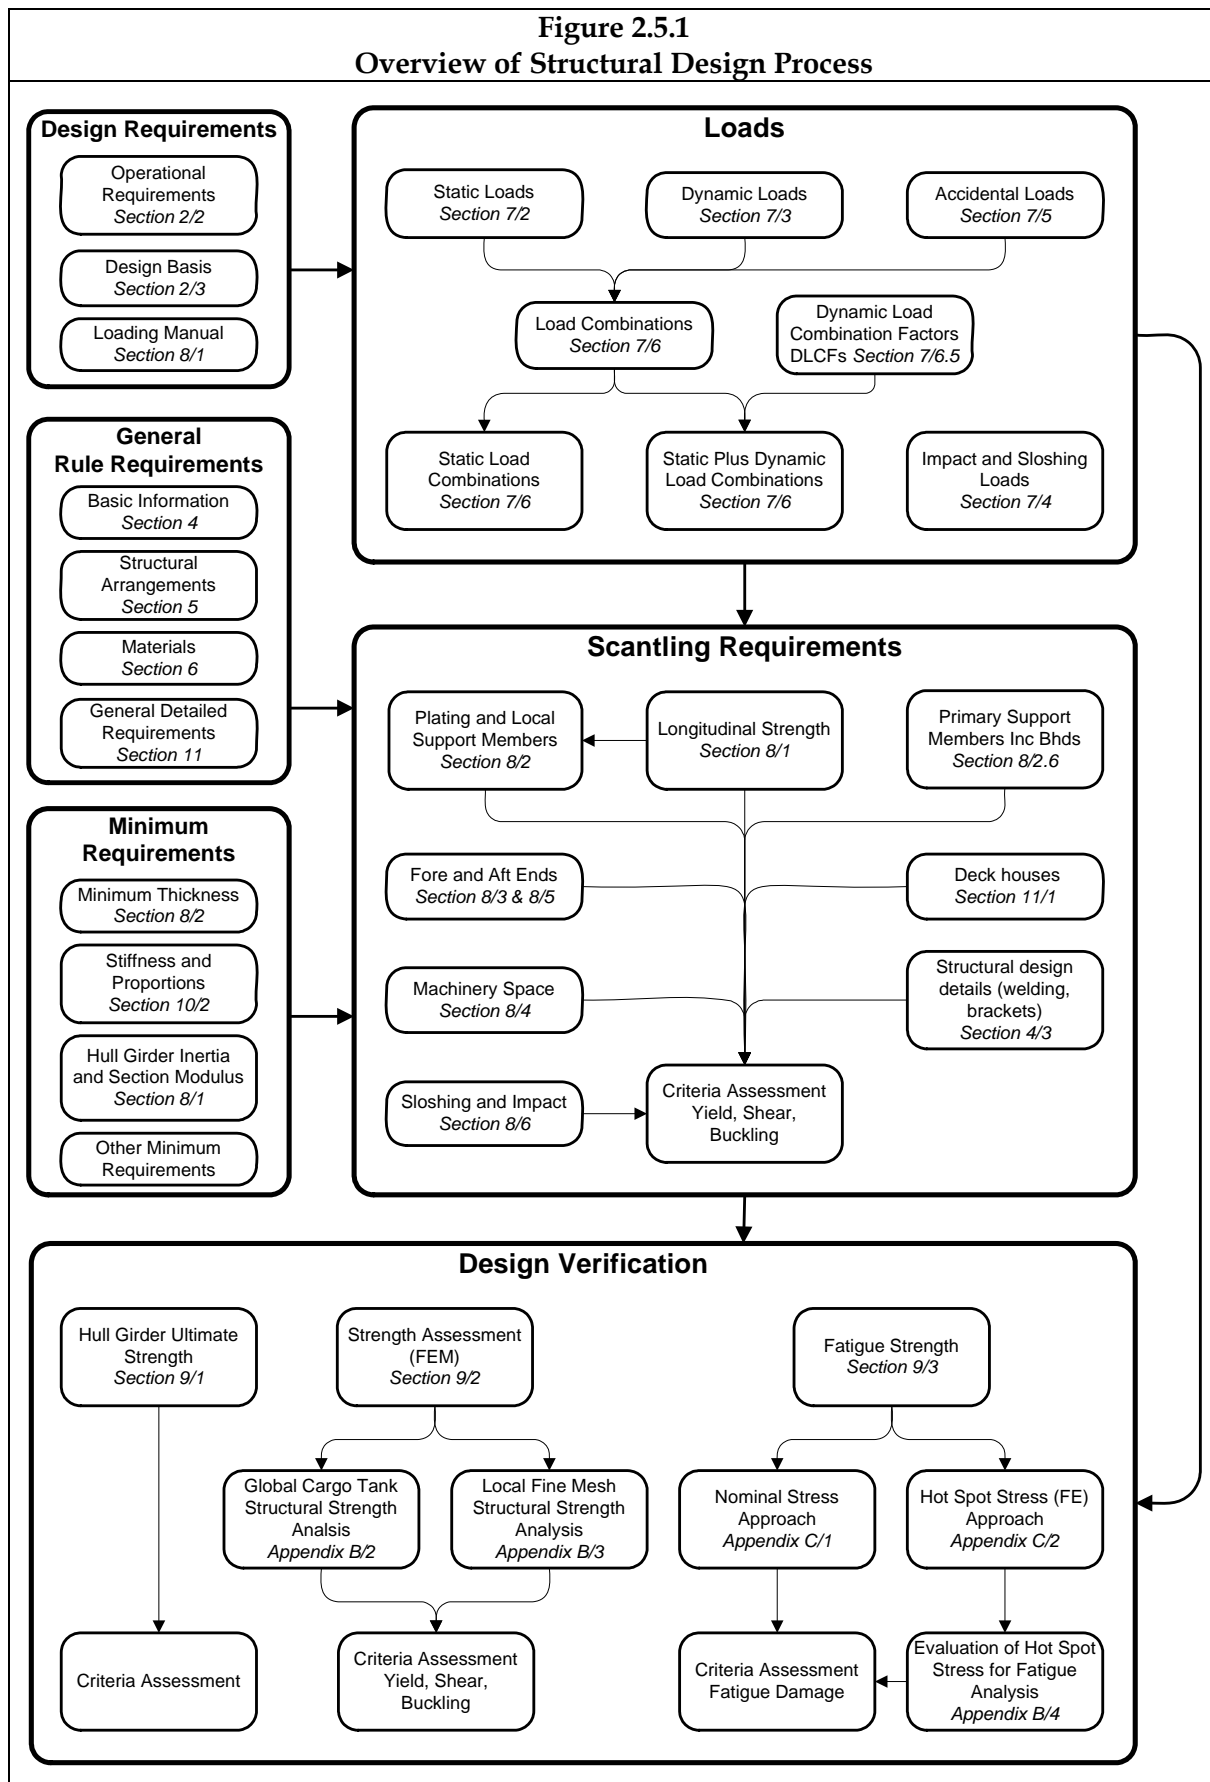 Figure 2.5.1
Overview of Structural Design Process
Design Requirements
Operational
Requirements
Section 2/2
Design Basis
Section 2/3
Loading Manual
Section 8/1
General
Rule Requirements
Basic Information
Section 4
Structural
Arrangements
Section 5
Materials
Section 6
General Detailed
Requirements
Section 11
Minimum
Requirements
Minimum Thickness
Section 8/2
Stiffness and
Proportions
Section 10/2
Hull Girder Inertia
and Section Modulus
Section 8/1
Other Minimum
Requirements
Loads
Static Loads
Section 7/2
Dynamic Loads
Section 7/3
Accidental Loads
Section 7/5
Load Combinations
Section 7/6
Dynamic Load
Combination Factors
DLCFs Section 7/6.5
Static Load
Combinations
Section 7/6
Static Plus Dynamic
Load Combinations
Section 7/6
Impact and Sloshing
Loads
Section 7/4
Scantling Requirements
Plating and Local
Support Members
Section 8/2
Longitudinal Strength
Section 8/1
Primary Support
Members Inc Bhds
Section 8/2.6
Fore and Aft Ends
Section 8/3 & 8/5
Deck houses
Section 11/1
Machinery Space
Section 8/4
Structural design
details (welding,
brackets)
Section 4/3
Sloshing and Impact
Section 8/6
Criteria Assessment
Yield, Shear,
Buckling
Design Verification
Hull Girder Ultimate
Strength
Section 9/1
Strength Assessment
(FEM)
Section 9/2
Fatigue Strength
Section 9/3
Global Cargo Tank
Structural Strength
Analsis
Appendix B/2
Local Fine Mesh
Structural Strength
Analysis
Appendix B/3
Nominal Stress
Approach
Appendix C/1
Hot Spot Stress (FE)
Approach
Appendix C/2
Criteria Assessment
Criteria Assessment
Yield, Shear,
Buckling
Criteria Assessment
Fatigue Damage
Evaluation of Hot Spot
Stress for Fatigue
Analysis
Appendix B/4